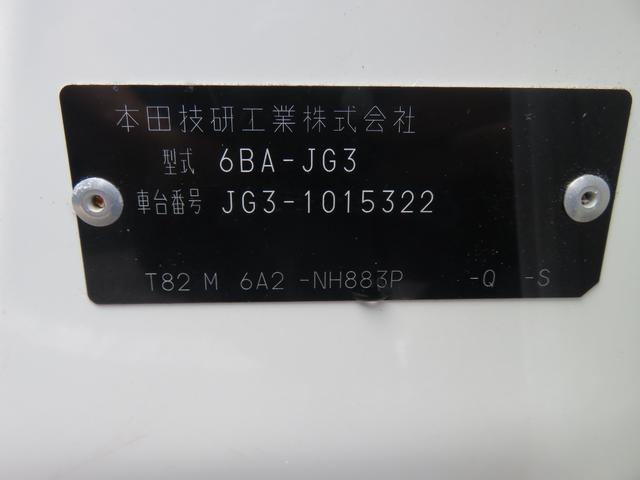 本田技研工業株式会社
型式 6BA-JG3
車台番号 JG3-1015322
T82 M 6A2 -NH883P -Q -S